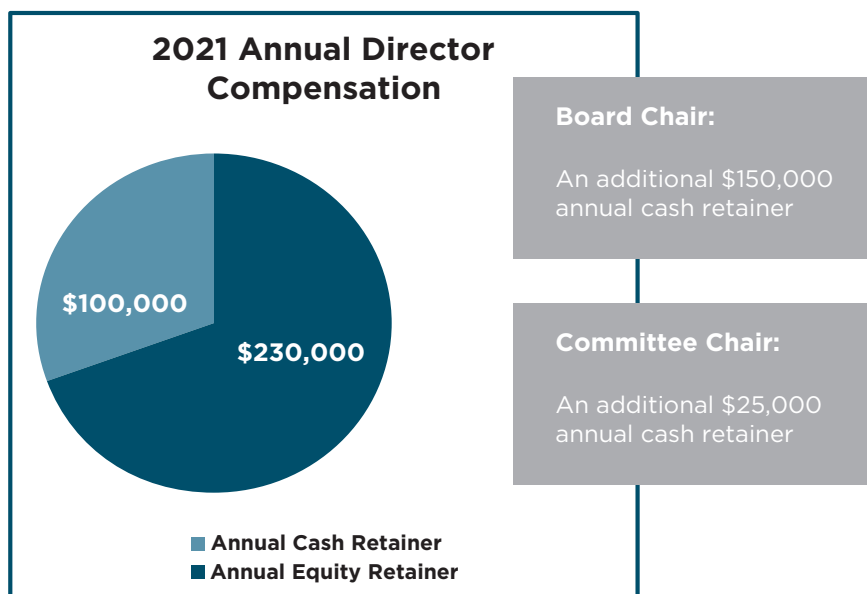 2021 Annual Director
Compensation
$100,000
$230,000
Annual Cash Retainer
Annual Equity Retainer
Board Chair:
An additional $150,000
annual cash retainer
Committee Chair:
An additional $25,000
annual cash retainer